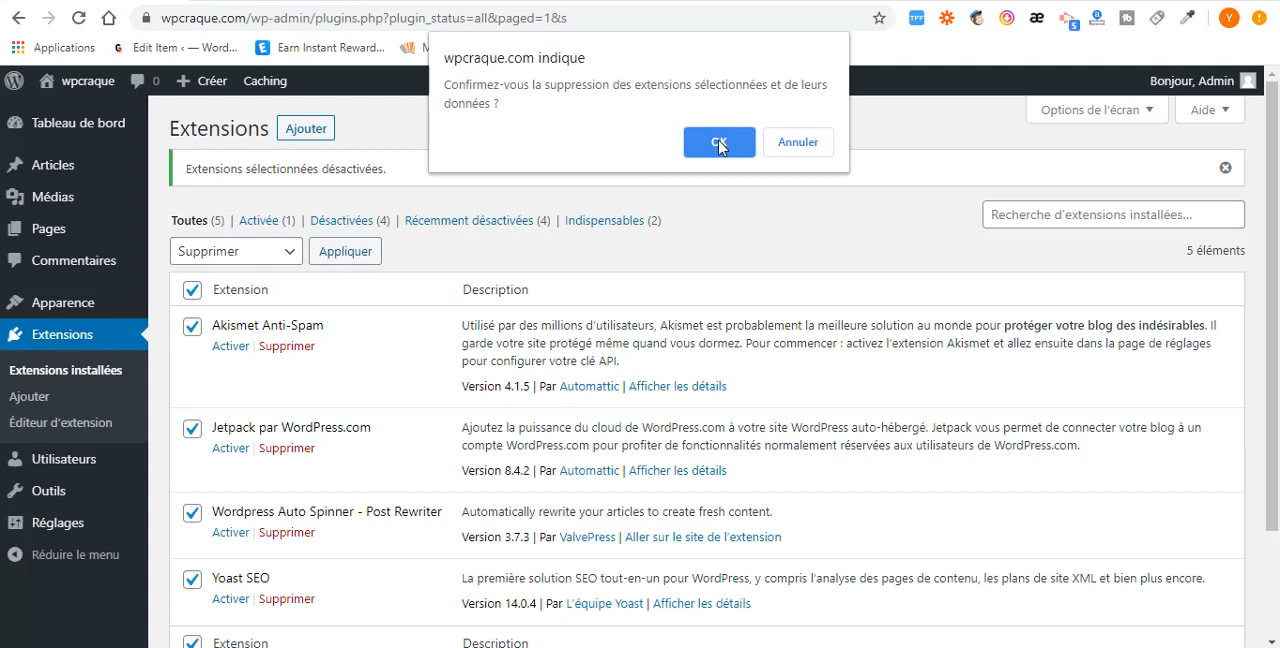 wpcraque.com/wp-admin/plugins.php?plugin_status=all&paged=1&s
Applications
Edit Item ‹ — Word...
Earn Instant Reward...
wpcraque.com indique
Confirmez-vous la suppression des extensions sélectionnées et de leurs
données ?
OK
Annuler
wpcraque
0
Créer
Caching
Bonjour, Admin
Tableau de bord
Articles
Médias
Pages
Commentaires
Apparence
Extensions
Extensions installées
Ajouter
Éditeur d'extension
Utilisateurs
Outils
Réglages
Réduire le menu
Options de l'écran
Aide
Extensions Ajouter
Extensions sélectionnées désactivées.
Toutes (5) | Activée (1) | Désactivées (4) | Récemment désactivées (4) | Indispensables (2)
Recherche d'extensions installées...
Supprimer
Appliquer
5 éléments
Extension
Description
Akismet Anti-Spam
Activer | Supprimer
Utilisé par des millions d'utilisateurs, Akismet est probablement la meilleure solution au monde pour protéger votre blog des indésirables. Il
garde votre site protégé même quand vous dormez. Pour commencer : activez l'extension Akismet et allez ensuite dans la page de réglages
pour configurer votre clé API.
Version 4.1.5 | Par Automattic | Afficher les détails
Jetpack par WordPress.com
Activer | Supprimer
Ajoutez la puissance du cloud de WordPress.com à votre site WordPress auto-hébergé. Jetpack vous permet de connecter votre blog à un
compte WordPress.com pour profiter de fonctionnalités normalement réservées aux utilisateurs de WordPress.com.
Version 8.4.2 | Par Automattic | Afficher les détails
Wordpress Auto Spinner - Post Rewriter
Activer | Supprimer
Automatically rewrite your articles to create fresh content.
Version 3.7.3 | Par ValvePress | Aller sur le site de l'extension
Yoast SEO
Activer | Supprimer
La première solution SEO tout-en-un pour WordPress, y compris l'analyse des pages de contenu, les plans de site XML et bien plus encore.
Version 14.0.4 | Par L'équipe Yoast | Afficher les détails
Extension
Description